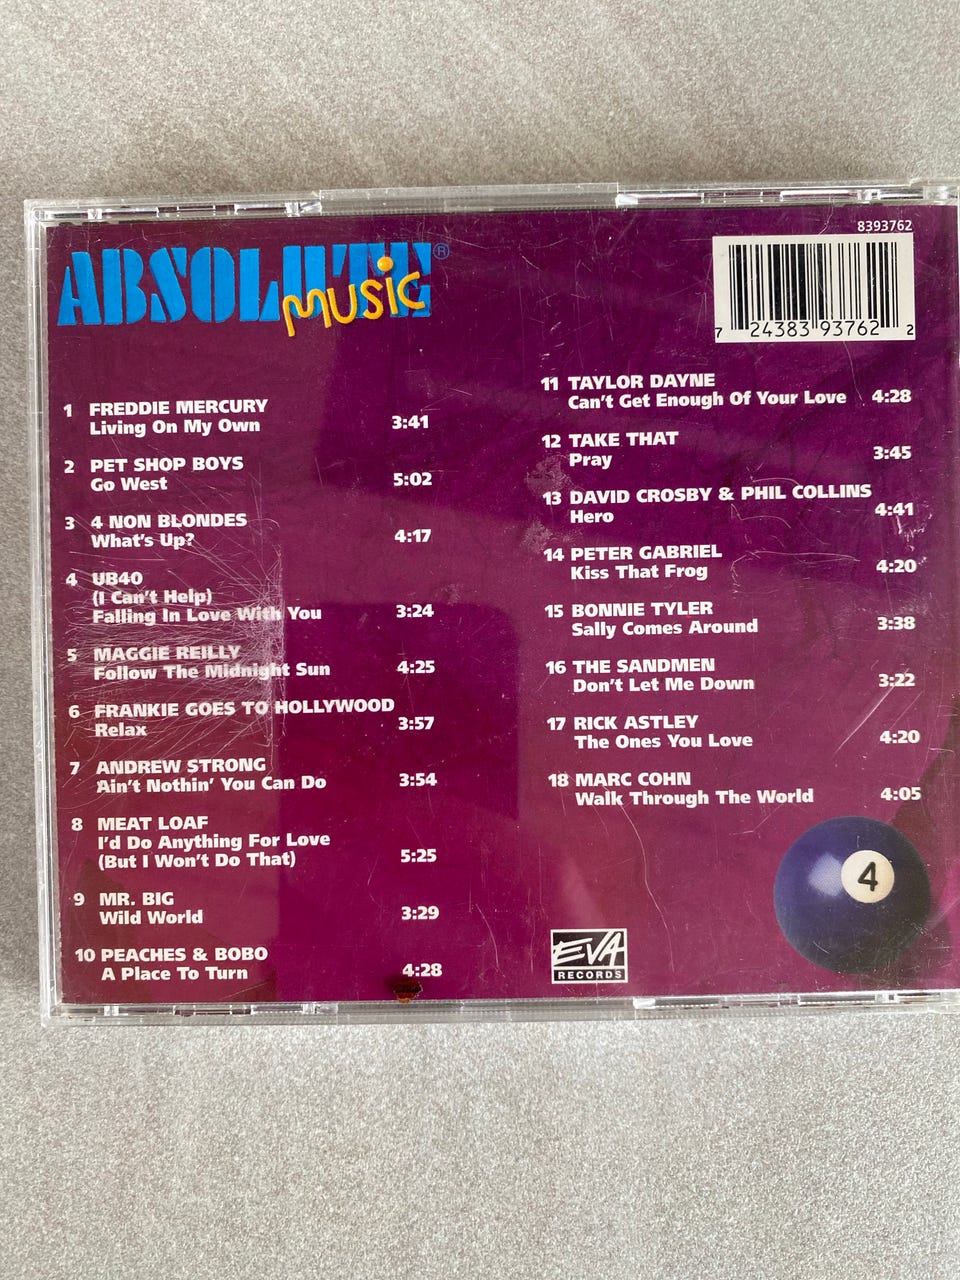 ABSOLUTE®
music
8393762
7 24383 93762 2
1 FREDDIE MERCURY
Living On My Own 3:41
2 PET SHOP BOYS
Go West 5:02
3 4 NON BLONDES
What's Up? 4:17
4 UB40
(I Can't Help)
Falling In Love With You 3:24
5 MAGGIE REILLY
Follow The Midnight Sun 4:25
6 FRANKIE GOES TO HOLLYWOOD
Relax 3:57
7 ANDREW STRONG
Ain't Nothin' You Can Do 3:54
8 MEAT LOAF
I'd Do Anything For Love
(But I Won't Do That) 5:25
9 MR. BIG
Wild World 3:29
10 PEACHES & BOBO
A Place To Turn 4:28
11 TAYLOR DAYNE
Can't Get Enough Of Your Love 4:28
12 TAKE THAT
Pray 3:45
13 DAVID CROSBY & PHIL COLLINS
Hero 4:41
14 PETER GABRIEL
Kiss That Frog 4:20
15 BONNIE TYLER
Sally Comes Around 3:38
16 THE SANDMEN
Don't Let Me Down 3:22
17 RICK ASTLEY
The Ones You Love 4:20
18 MARC COHN
Walk Through The World 4:05
4
EVA
RECORDS